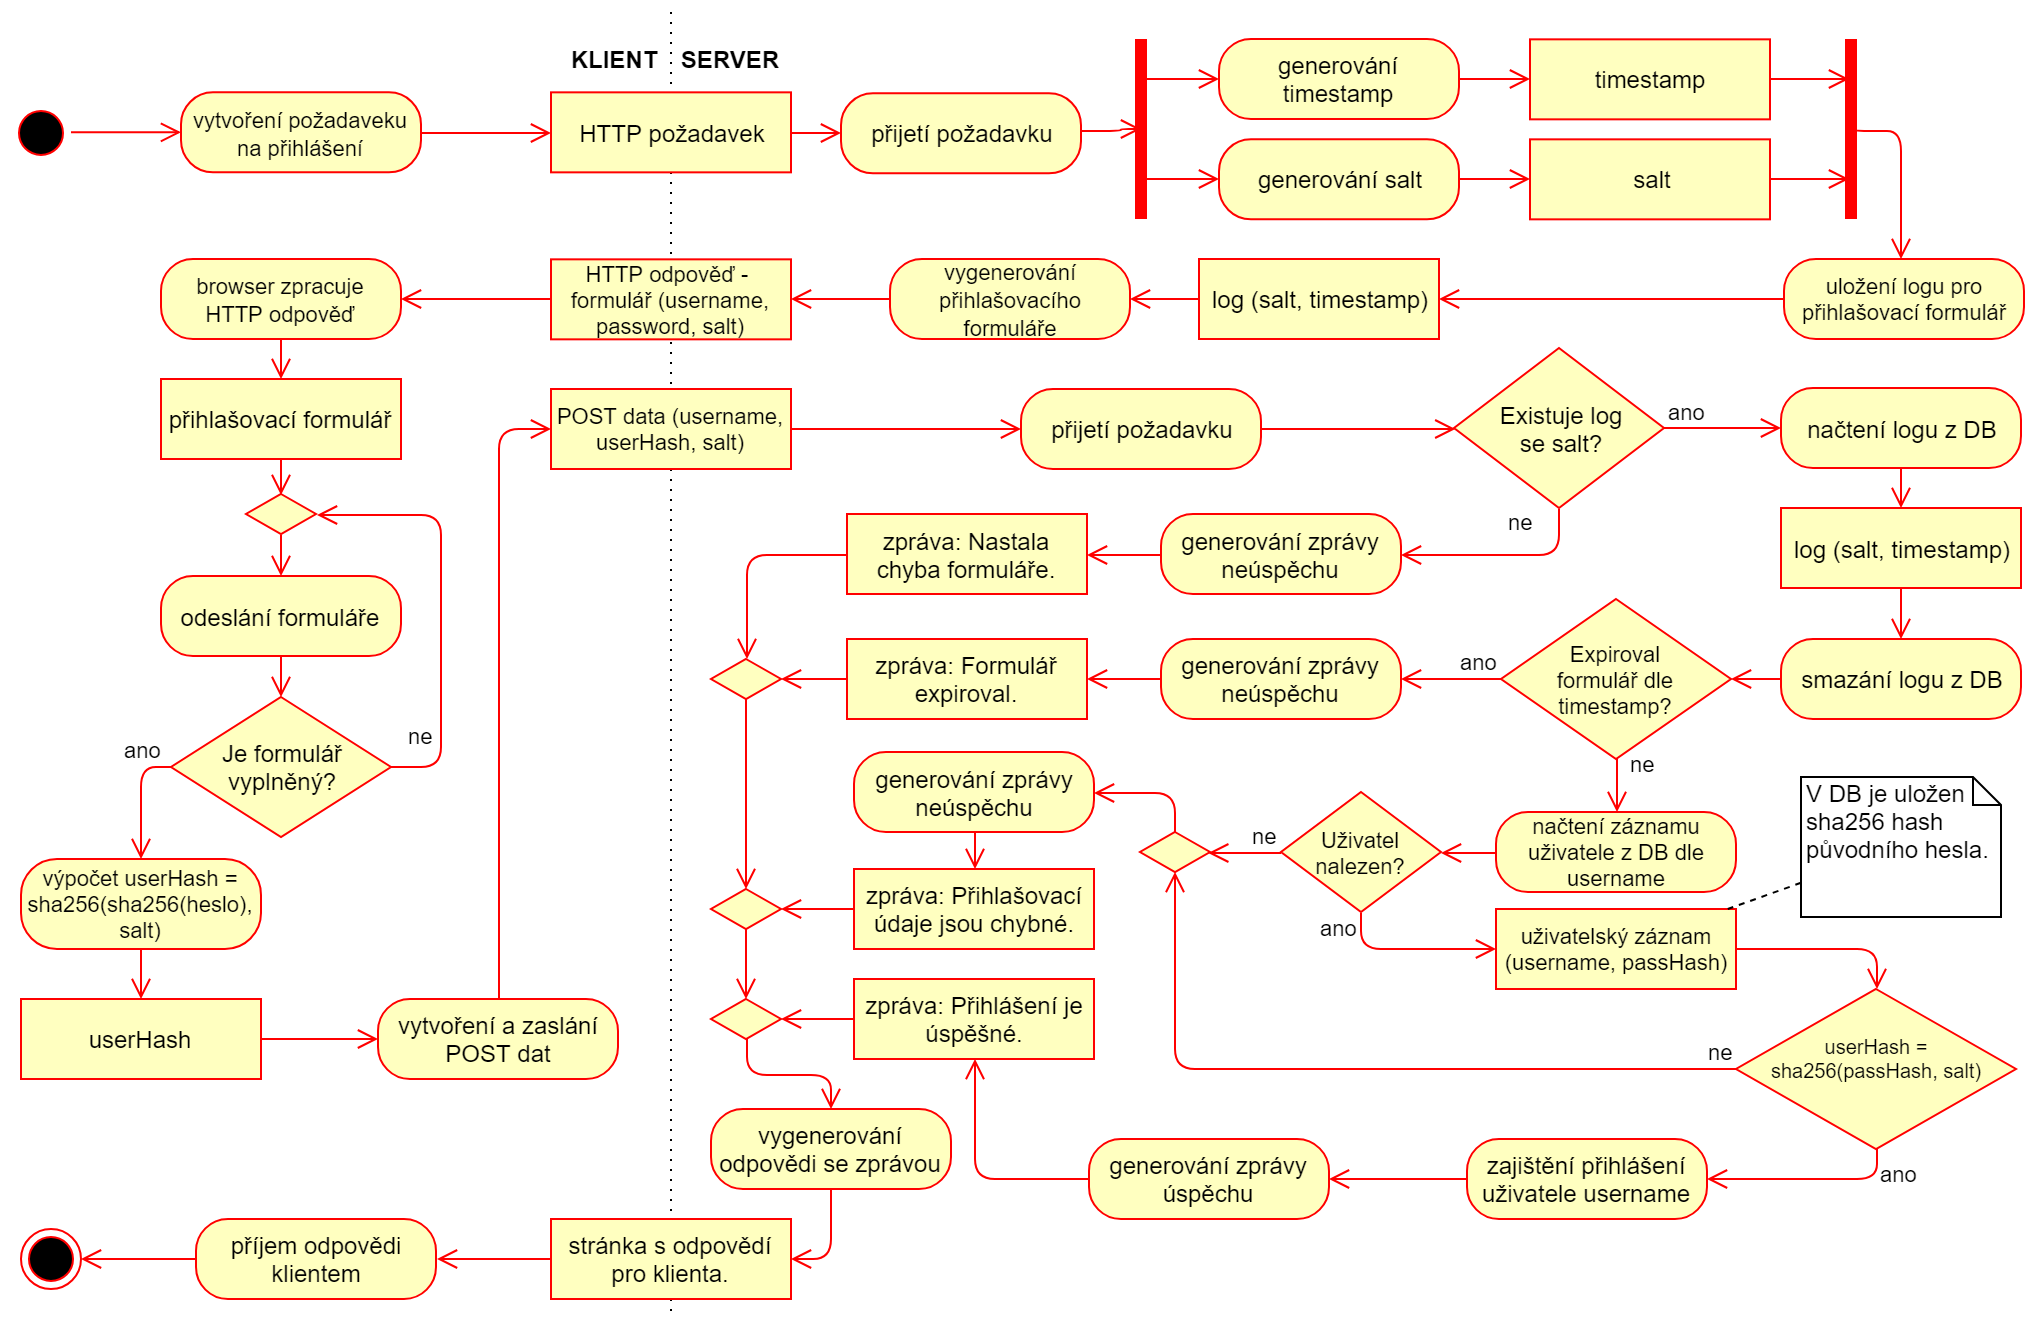 KLIENT
SERVER
vytvoření požadaveku
na přihlášení
HTTP požadavek
přijetí požadavku
generování
timestamp
timestamp
generování salt
salt
browser zpracuje
HTTP odpověď
HTTP odpověď -
formulář (username,
password, salt)
vygenerování
přihlašovacího
formuláře
log (salt, timestamp)
uložení logu pro
přihlašovací formulář
přihlašovací formulář
POST data (username,
userHash, salt)
přijetí požadavku
Existuje log
se salt?
ano
načtení logu z DB
ne
zpráva: Nastala
chyba formuláře.
generování zprávy
neúspěchu
log (salt, timestamp)
odeslání formuláře
zpráva: Formulář
expiroval.
generování zprávy
neúspěchu
ano
Expiroval
formulář dle
timestamp?
smazání logu z DB
ne
ano
Je formulář
vyplněný?
ne
generování zprávy
neúspěchu
ne
Uživatel
nalezen?
načtení záznamu
uživatele z DB dle
username
V DB je uložen
sha256 hash
původního hesla.
výpočet userHash =
sha256(sha256(heslo),
salt)
zpráva: Přihlašovací
údaje jsou chybné.
ano
uživatelský záznam
(username, passHash)
userHash
vytvoření a zaslání
POST dat
zpráva: Přihlášení je
úspěšné.
ne
userHash =
sha256(passHash, salt)
vygenerování
odpovědi se zprávou
generování zprávy
úspěchu
zajištění přihlášení
uživatele username
ano
příjem odpovědi
klientem
stránka s odpovědí
pro klienta.